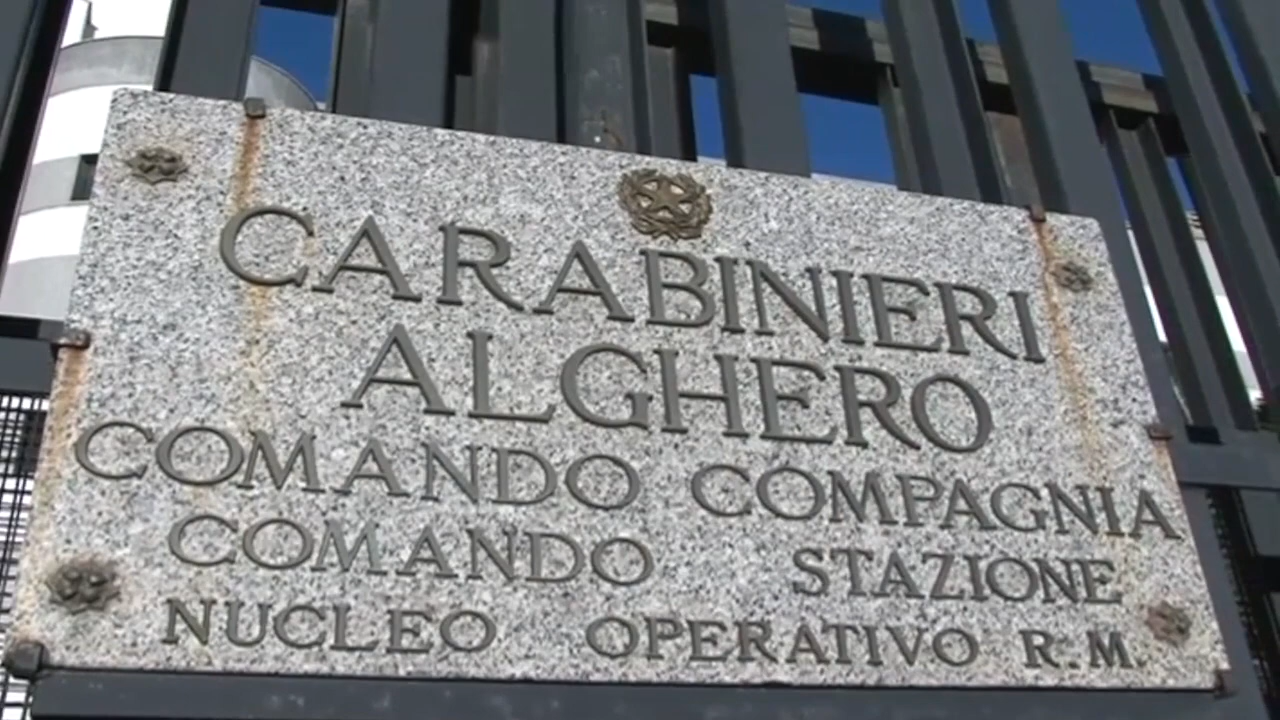 CARABINIERI
ALGHERO
COMANDO COMPAGNIA
COMANDO STAZIONE
NUCLEO OPERATIVO R.M.